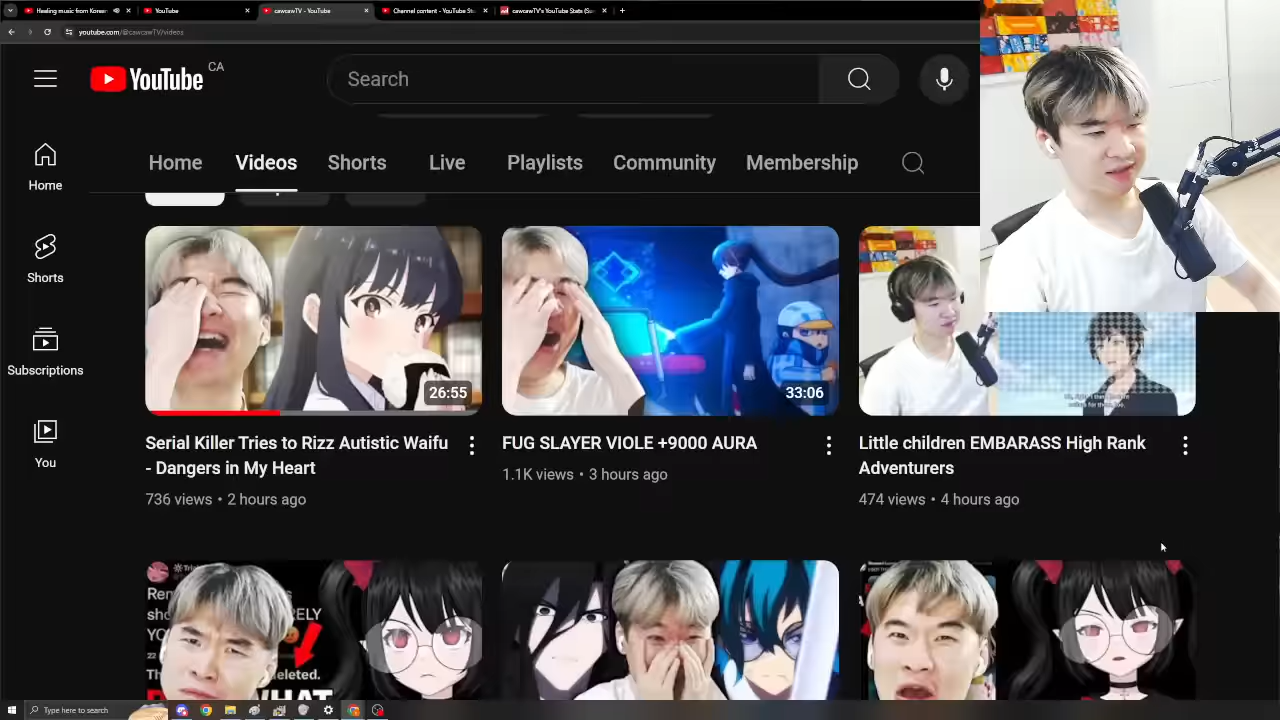 Healing music from Korean
YouTube
cawcawTV - YouTube
Channel content - YouTube St
cawcawTV's YouTube Stats (Su
youtube.com/@cawcawTV/videos
YouTube CA
Search
Home Videos Shorts Live Playlists Community Membership
Home
Shorts
Subscriptions
You
26:55
33:06
Serial Killer Tries to Rizz Autistic Waifu
- Dangers in My Heart
736 views • 2 hours ago
FUG SLAYER VIOLE +9000 AURA
1.1K views • 3 hours ago
Little children EMBARASS High Rank
Adventurers
474 views • 4 hours ago
deleted.
WHAT
Type here to search